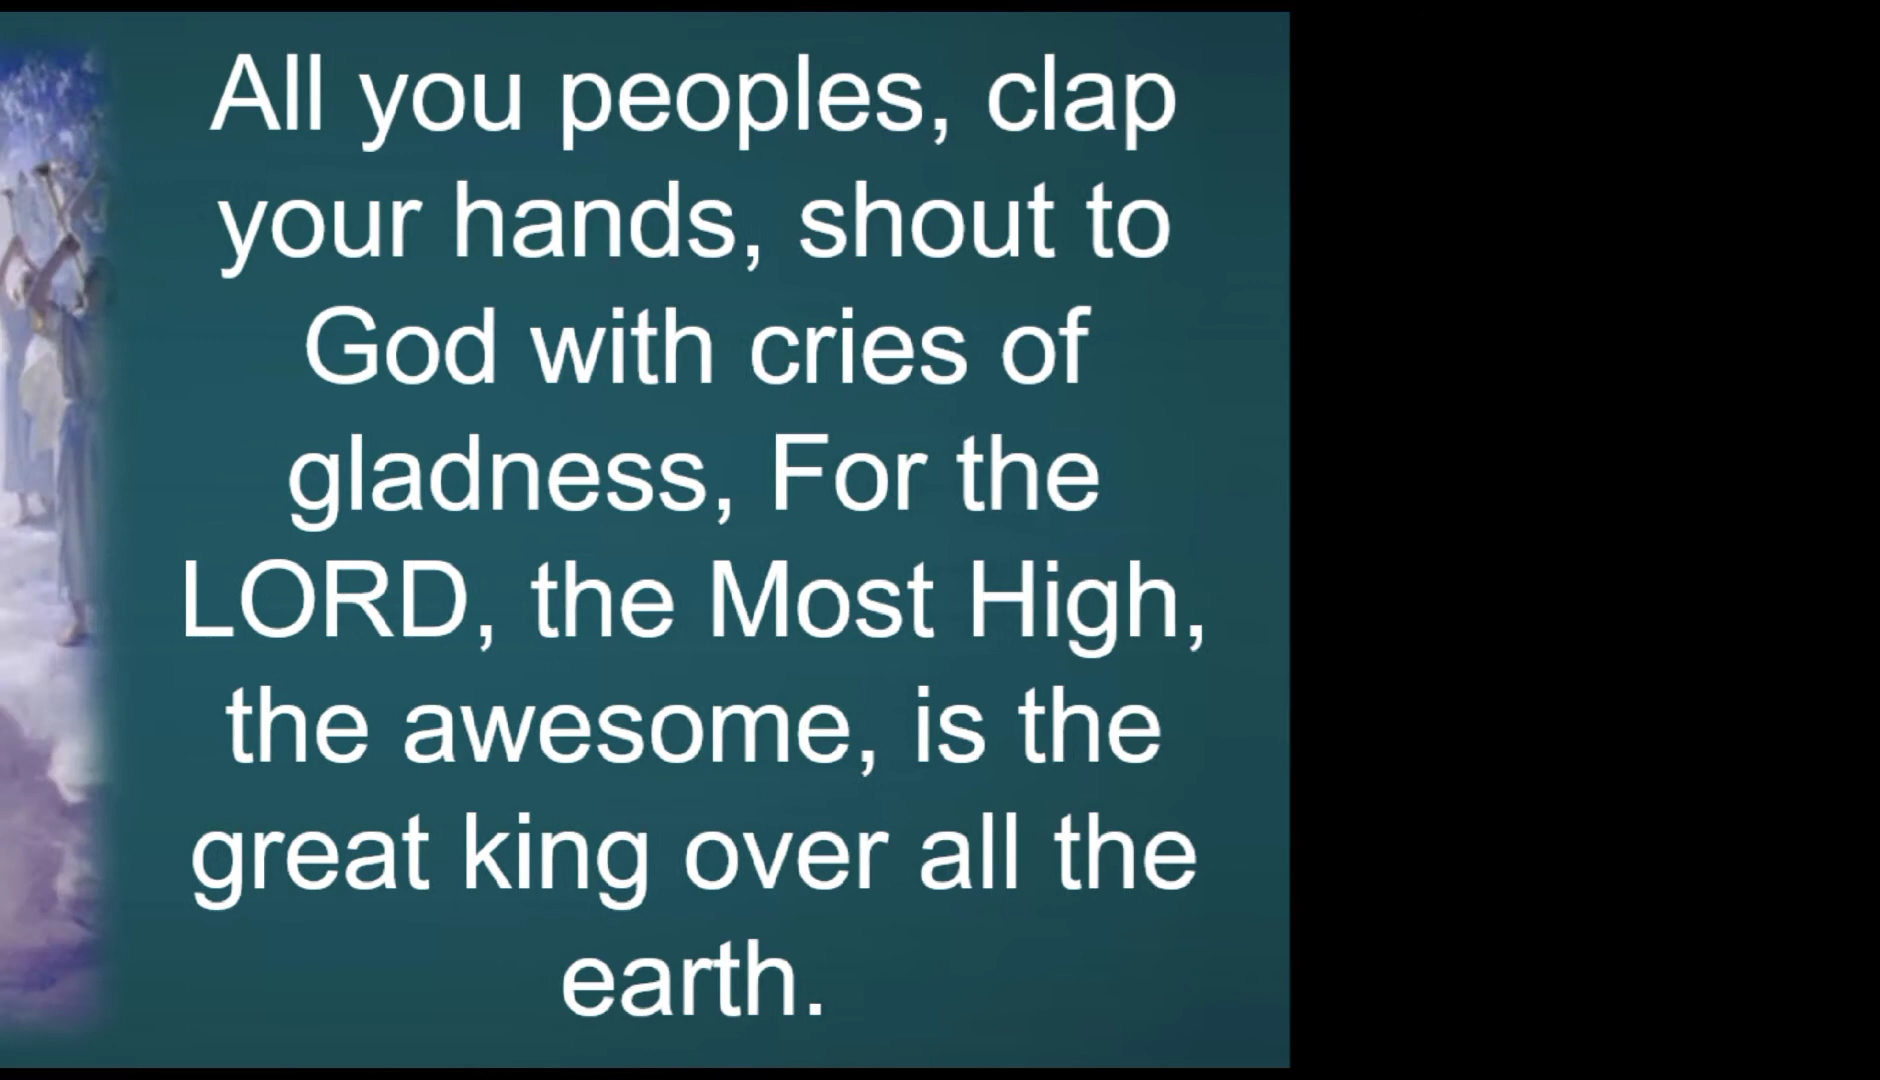 All you peoples, clap
your hands, shout to
God with cries of
gladness, For the
LORD, the Most High,
the awesome, is the
great king over all the
earth.